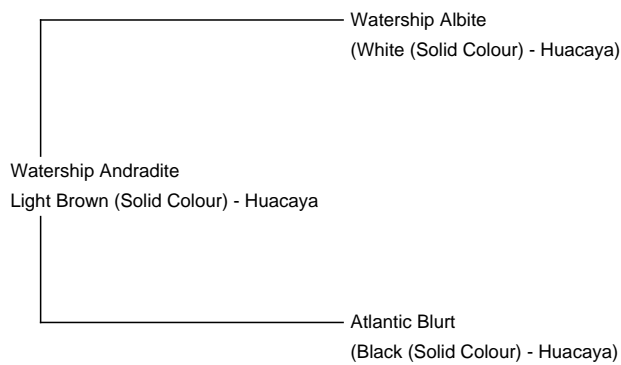 Watership Albite
(White (Solid Colour) - Huacaya)
Watership Andradite
Light Brown (Solid Colour) - Huacaya
Atlantic Blurt
(Black (Solid Colour) - Huacaya)